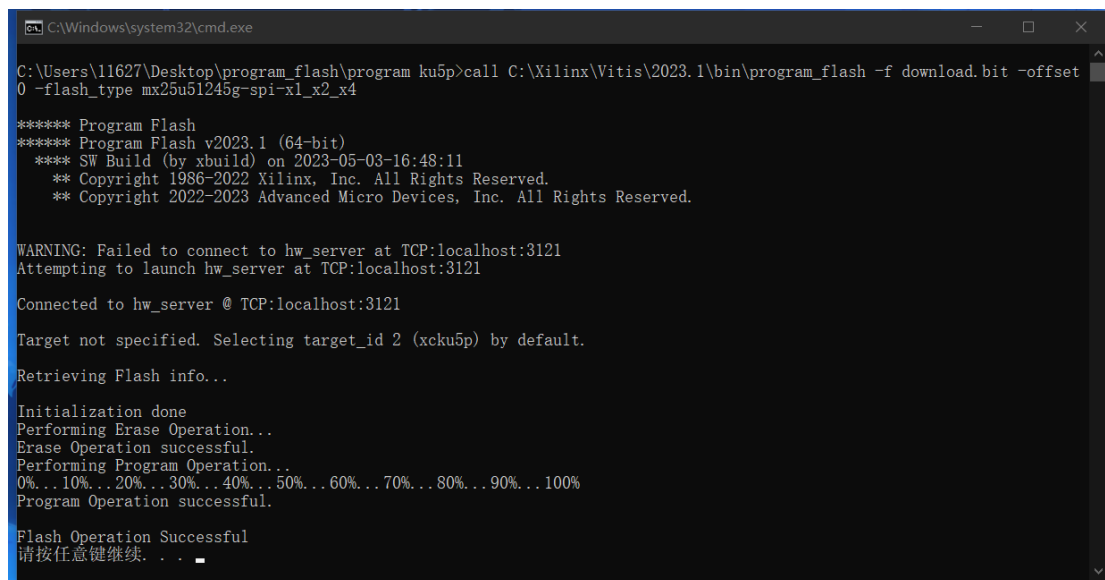 C:\Windows\system32\cmd.exe
C:\Users\11627\Desktop\program_flash\program ku5p>call C:\Xilinx\Vitis\2023.1\bin\program_flash -f download.bit -offset
0 -flash_type mx25u51245g-spi-x1_x2_x4
****** Program Flash
****** Program Flash v2023.1 (64-bit)
**** SW Build (by xbuild) on 2023-05-03-16:48:11
** Copyright 1986-2022 Xilinx, Inc. All Rights Reserved.
** Copyright 2022-2023 Advanced Micro Devices, Inc. All Rights Reserved.
WARNING: Failed to connect to hw_server at TCP:localhost:3121
Attempting to launch hw_server at TCP:localhost:3121
Connected to hw_server @ TCP:localhost:3121
Target not specified. Selecting target_id 2 (xcku5p) by default.
Retrieving Flash info...
Initialization done
Performing Erase Operation...
Erase Operation successful.
Performing Program Operation...
0%...10%...20%...30%...40%...50%...60%...70%...80%...90%...100%
Program Operation successful.
Flash Operation Successful
请按任意键继续. . .